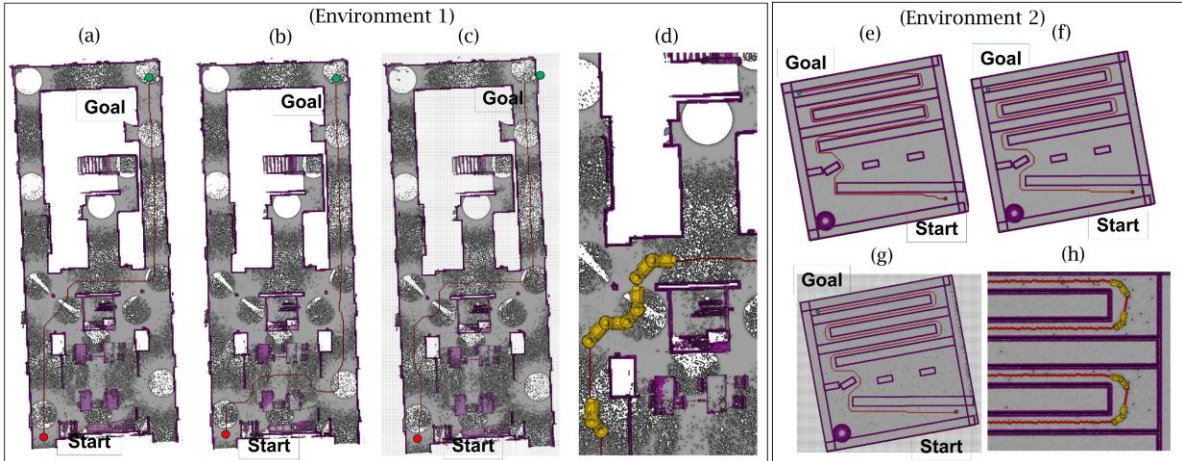 (Environment 1)
(a)
(b)
(c)
(d)
Goal
Goal
Goal
Start
Start
Start
(Environment 2)
(e)
(f)
Goal
Goal
Start
Start
(g)
(h)
Goal
Start